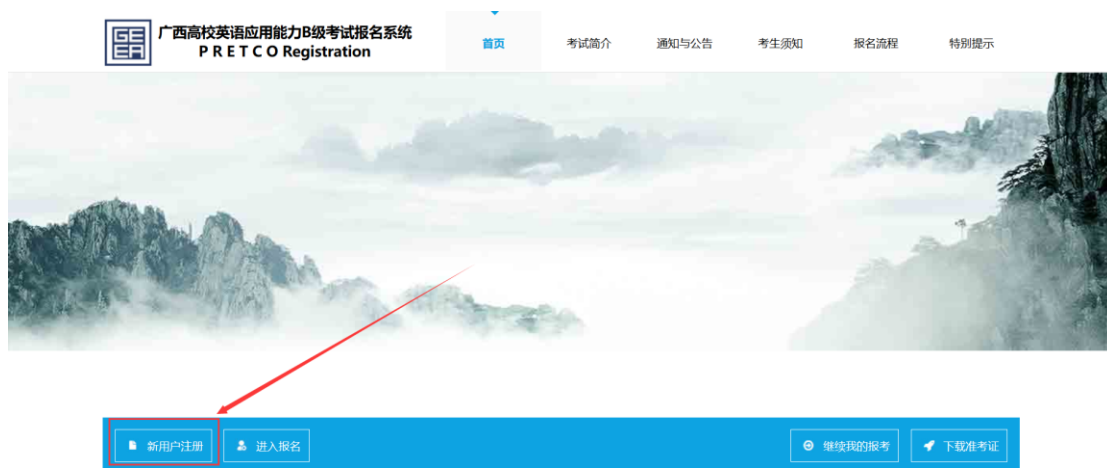 广西高校英语应用能力B级考试报名系统
PRETCO Registration
首页 考试简介 通知与公告 考生须知 报名流程 特别提示
新用户注册 进入报名 继续我的报考 下载准考证